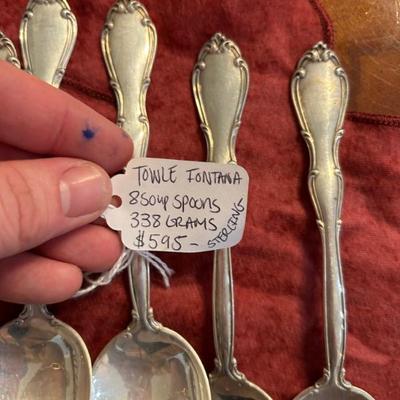 TOWLE FONTANA
8 SOUP SPOONS
338 GRAMS
$595-
STERLING